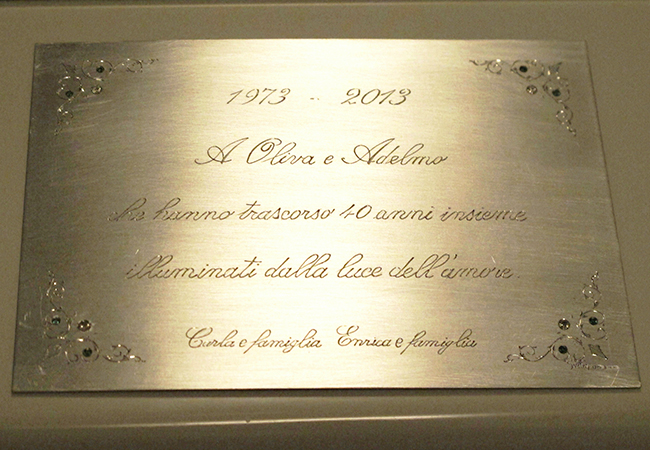 1973 - 2013
A Oliva e Adelmo
che hanno trascorso 40 anni insieme
illuminati dalla luce dell'amore.
Carla e famiglia Enrica e famiglia